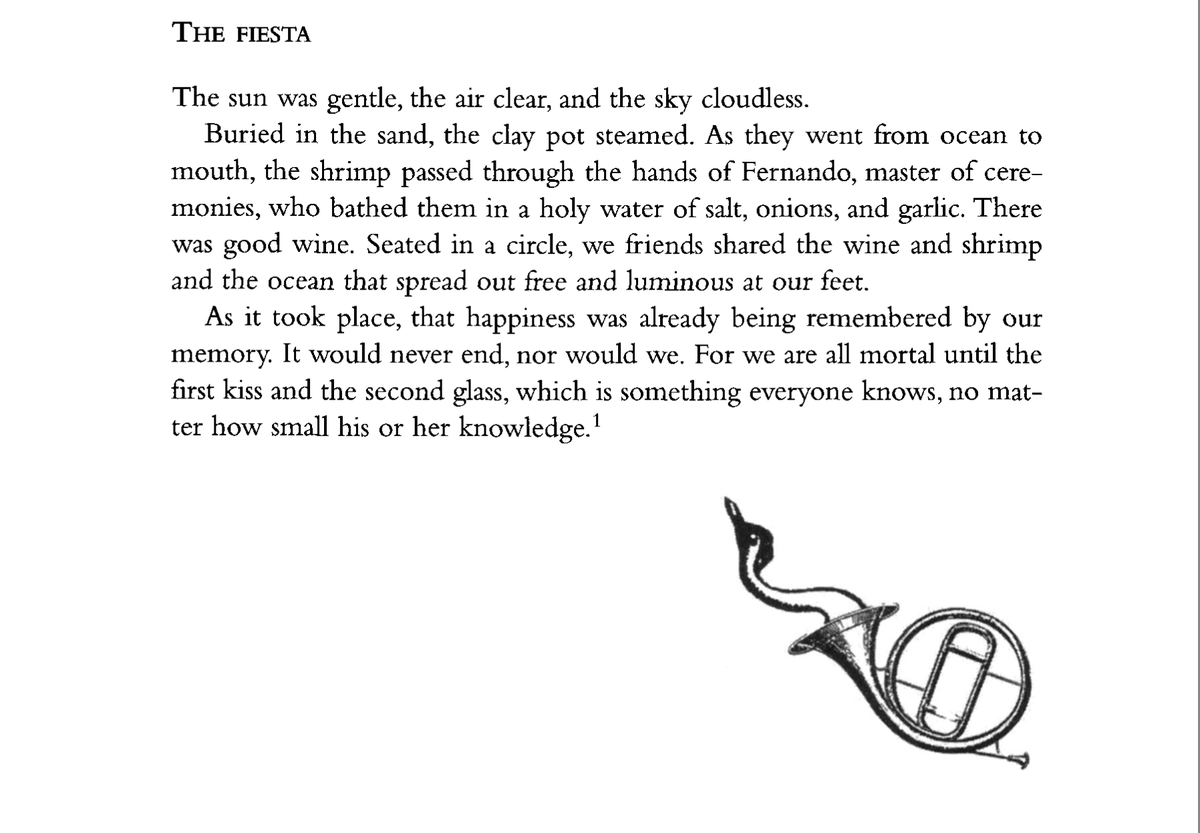 THE FIESTA
The sun was gentle, the air clear, and the sky cloudless.
Buried in the sand, the clay pot steamed. As they went from ocean to
mouth, the shrimp passed through the hands of Fernando, master of cere-
monies, who bathed them in a holy water of salt, onions, and garlic. There
was good wine. Seated in a circle, we friends shared the wine and shrimp
and the ocean that spread out free and luminous at our feet.
As it took place, that happiness was already being remembered by our
memory. It would never end, nor would we. For we are all mortal until the
first kiss and the second glass, which is something everyone knows, no mat-
ter how small his or her knowledge.¹